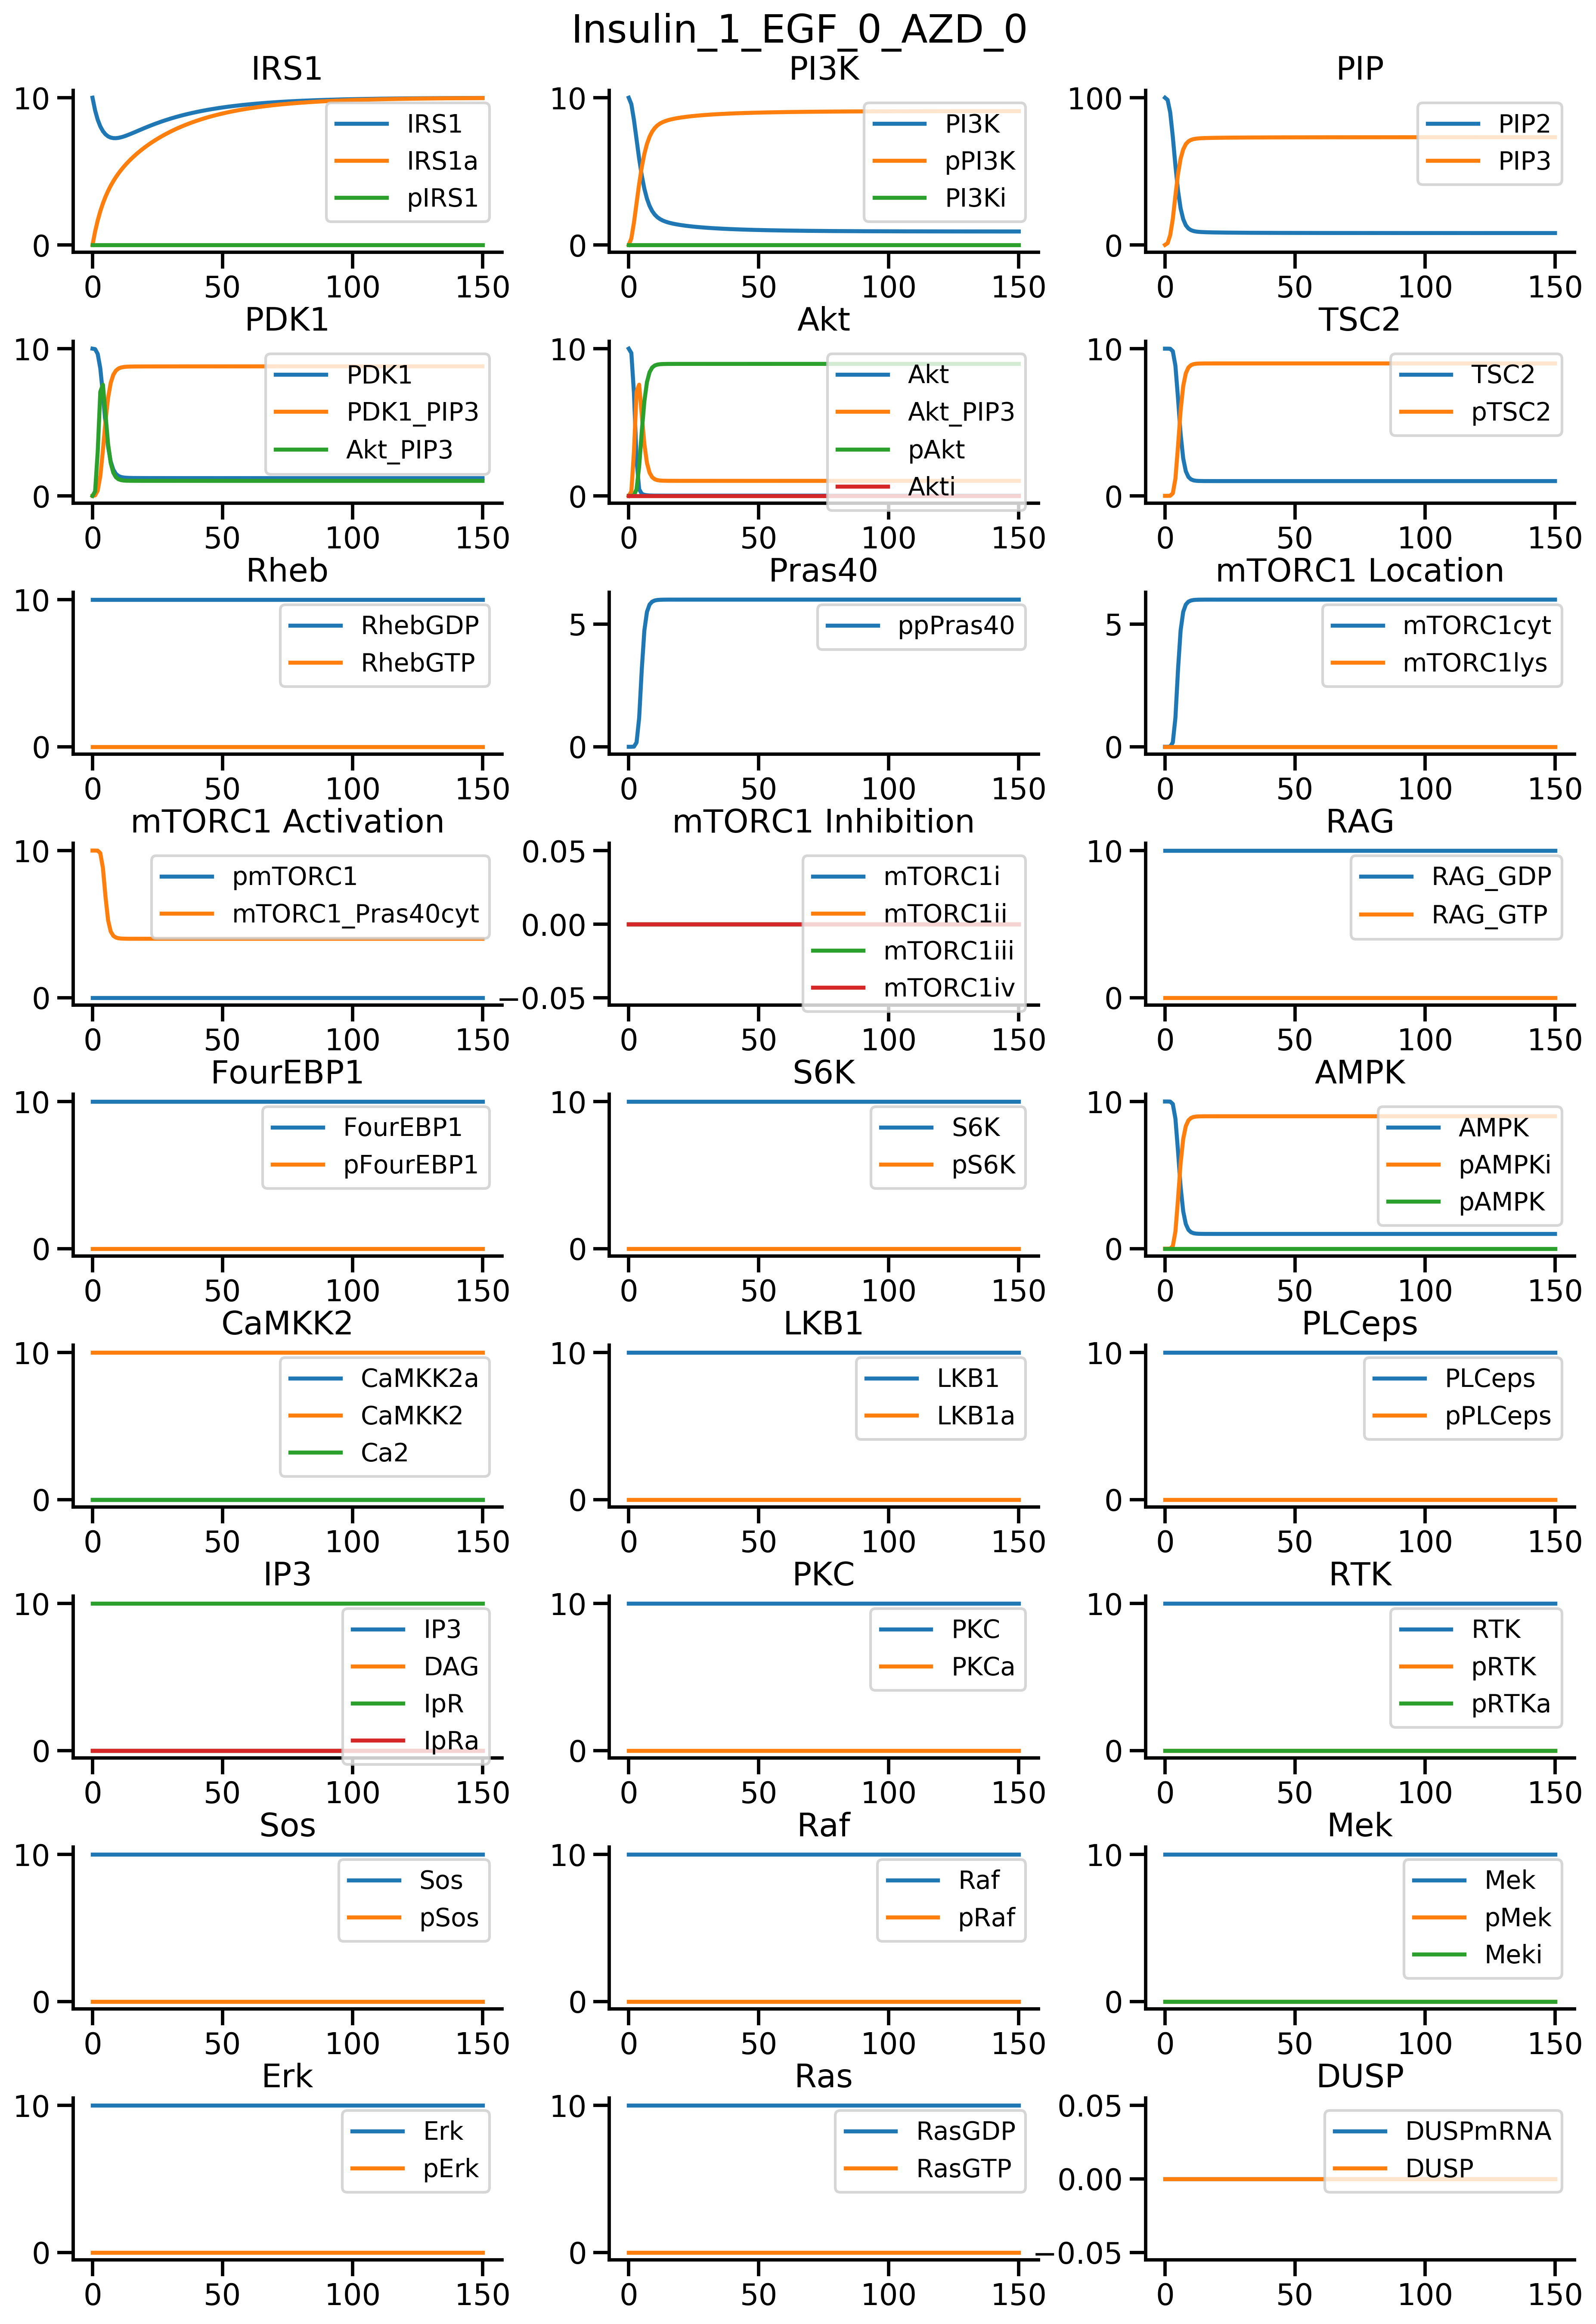 Insulin_1_EGF_0_AZD_0
IRS1
10
0
0 50 100 150
IRS1
IRS1a
pIRS1
PI3K
10
0
0 50 100 150
PI3K
pPI3K
PI3Ki
PIP
100
0
0 50 100 150
PIP2
PIP3
PDK1
10
0
0 50 100 150
PDK1
PDK1_PIP3
Akt_PIP3
Akt
10
0
0 50 100 150
Akt
Akt_PIP3
pAkt
Akti
TSC2
10
0
0 50 100 150
TSC2
pTSC2
Rheb
10
0
0 50 100 150
RhebGDP
RhebGTP
Pras40
5
0
0 50 100 150
ppPras40
mTORC1 Location
5
0
0 50 100 150
mTORC1cyt
mTORC1lys
mTORC1 Activation
10
0
0 50 100 150
pmTORC1
mTORC1_Pras40cyt
mTORC1 Inhibition
0.05
0.00
−0.05
0 50 100 150
mTORC1i
mTORC1ii
mTORC1iii
mTORC1iv
RAG
10
0
0 50 100 150
RAG_GDP
RAG_GTP
FourEBP1
10
0
0 50 100 150
FourEBP1
pFourEBP1
S6K
10
0
0 50 100 150
S6K
pS6K
AMPK
10
0
0 50 100 150
AMPK
pAMPKi
pAMPK
CaMKK2
10
0
0 50 100 150
CaMKK2a
CaMKK2
Ca2
LKB1
10
0
0 50 100 150
LKB1
LKB1a
PLCeps
10
0
0 50 100 150
PLCeps
pPLCeps
IP3
10
0
0 50 100 150
IP3
DAG
IpR
IpRa
PKC
10
0
0 50 100 150
PKC
PKCa
RTK
10
0
0 50 100 150
RTK
pRTK
pRTKa
Sos
10
0
0 50 100 150
Sos
pSos
Raf
10
0
0 50 100 150
Raf
pRaf
Mek
10
0
0 50 100 150
Mek
pMek
Meki
Erk
10
0
0 50 100 150
Erk
pErk
Ras
10
0
0 50 100 150
RasGDP
RasGTP
DUSP
0.05
0.00
−0.05
0 50 100 150
DUSPmRNA
DUSP